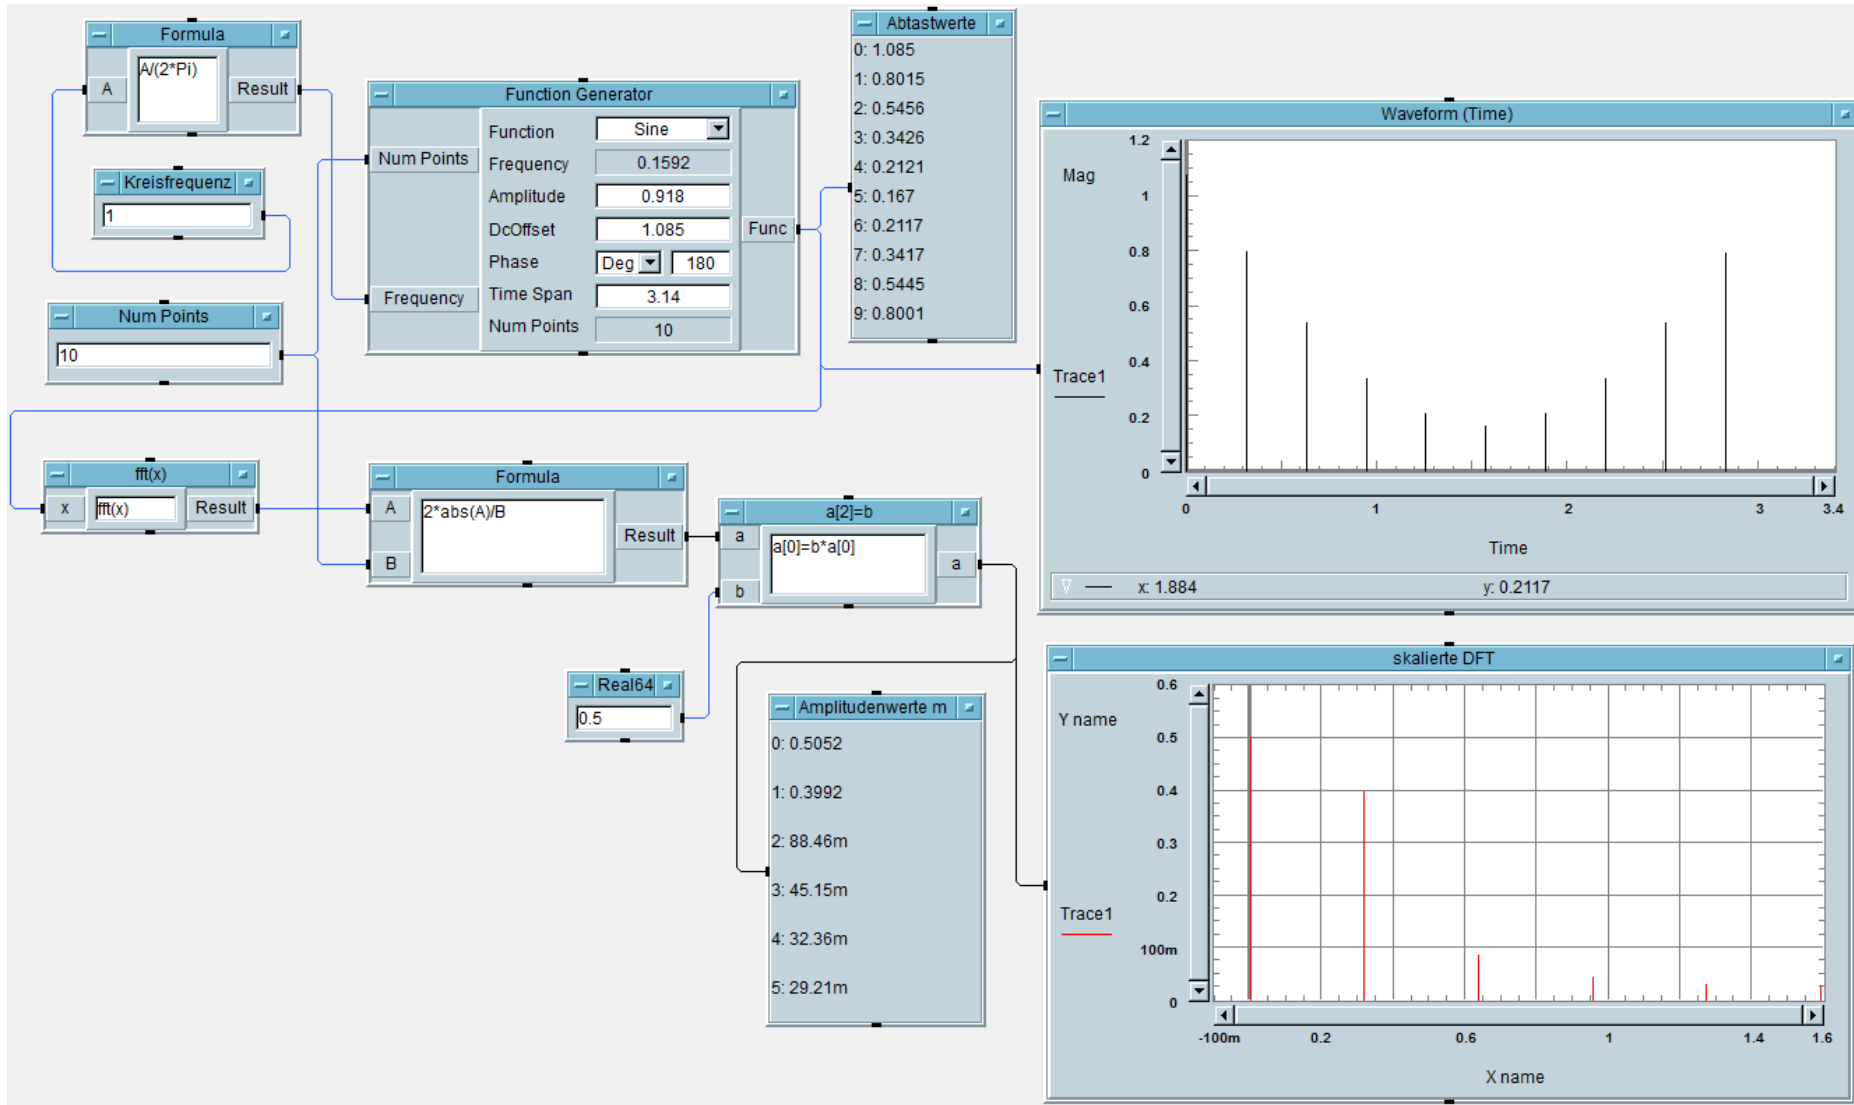 Formula
A/(2*Pi)
A
Result
Kreisfrequenz
1
Num Points
10
Function Generator
Num Points
Frequency
Function
Sine
Frequency
0.1592
Amplitude
0.918
DcOffset
1.085
Phase
Deg
180
Time Span
3.14
Num Points
10
Func
Abtastwerte
0: 1.085
1: 0.8015
2: 0.5456
3: 0.3426
4: 0.2121
5: 0.167
6: 0.2117
7: 0.3417
8: 0.5445
9: 0.8001
Waveform (Time)
Mag
Trace1
1.2
1
0.8
0.6
0.4
0.2
0
0
1
2
3
3.4
Time
x: 1.884
y: 0.2117
fft(x)
x
fft(x)
Result
Formula
A
B
2*abs(A)/B
Result
a[2]=b
a
b
a[0]=b*a[0]
a
Real64
0.5
Amplitudenwerte m
0: 0.5052
1: 0.3992
2: 88.46m
3: 45.15m
4: 32.36m
5: 29.21m
skalierte DFT
Y name
Trace1
0.6
0.5
0.4
0.3
0.2
100m
0
-100m
0.2
0.6
1
1.4
1.6
X name